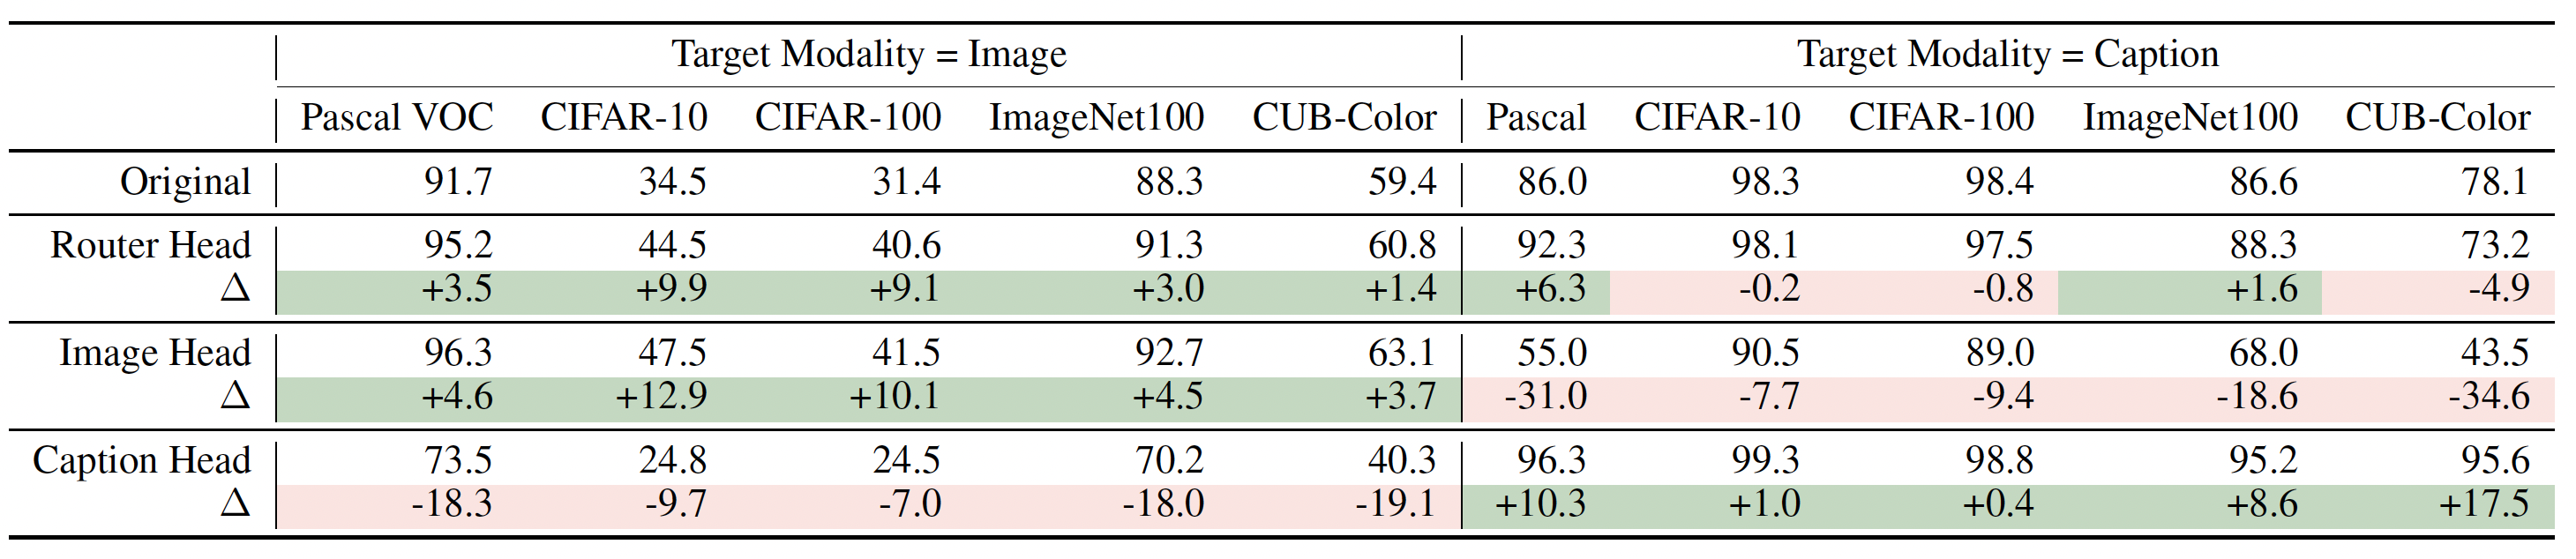 Target Modality = Image Target Modality = Caption
Pascal VOC CIFAR-10 CIFAR-100 ImageNet100 CUB-Color Pascal CIFAR-10 CIFAR-100 ImageNet100 CUB-Color
Original 91.7 34.5 31.4 88.3 59.4 86.0 98.3 98.4 86.6 78.1
Router Head 95.2 44.5 40.6 91.3 60.8 92.3 98.1 97.5 88.3 73.2
Δ +3.5 +9.9 +9.1 +3.0 +1.4 +6.3 -0.2 -0.8 +1.6 -4.9
Image Head 96.3 47.5 41.5 92.7 63.1 55.0 90.5 89.0 68.0 43.5
Δ +4.6 +12.9 +10.1 +4.5 +3.7 -31.0 -7.7 -9.4 -18.6 -34.6
Caption Head 73.5 24.8 24.5 70.2 40.3 96.3 99.3 98.8 95.2 95.6
Δ -18.3 -9.7 -7.0 -18.0 -19.1 +10.3 +1.0 +0.4 +8.6 +17.5